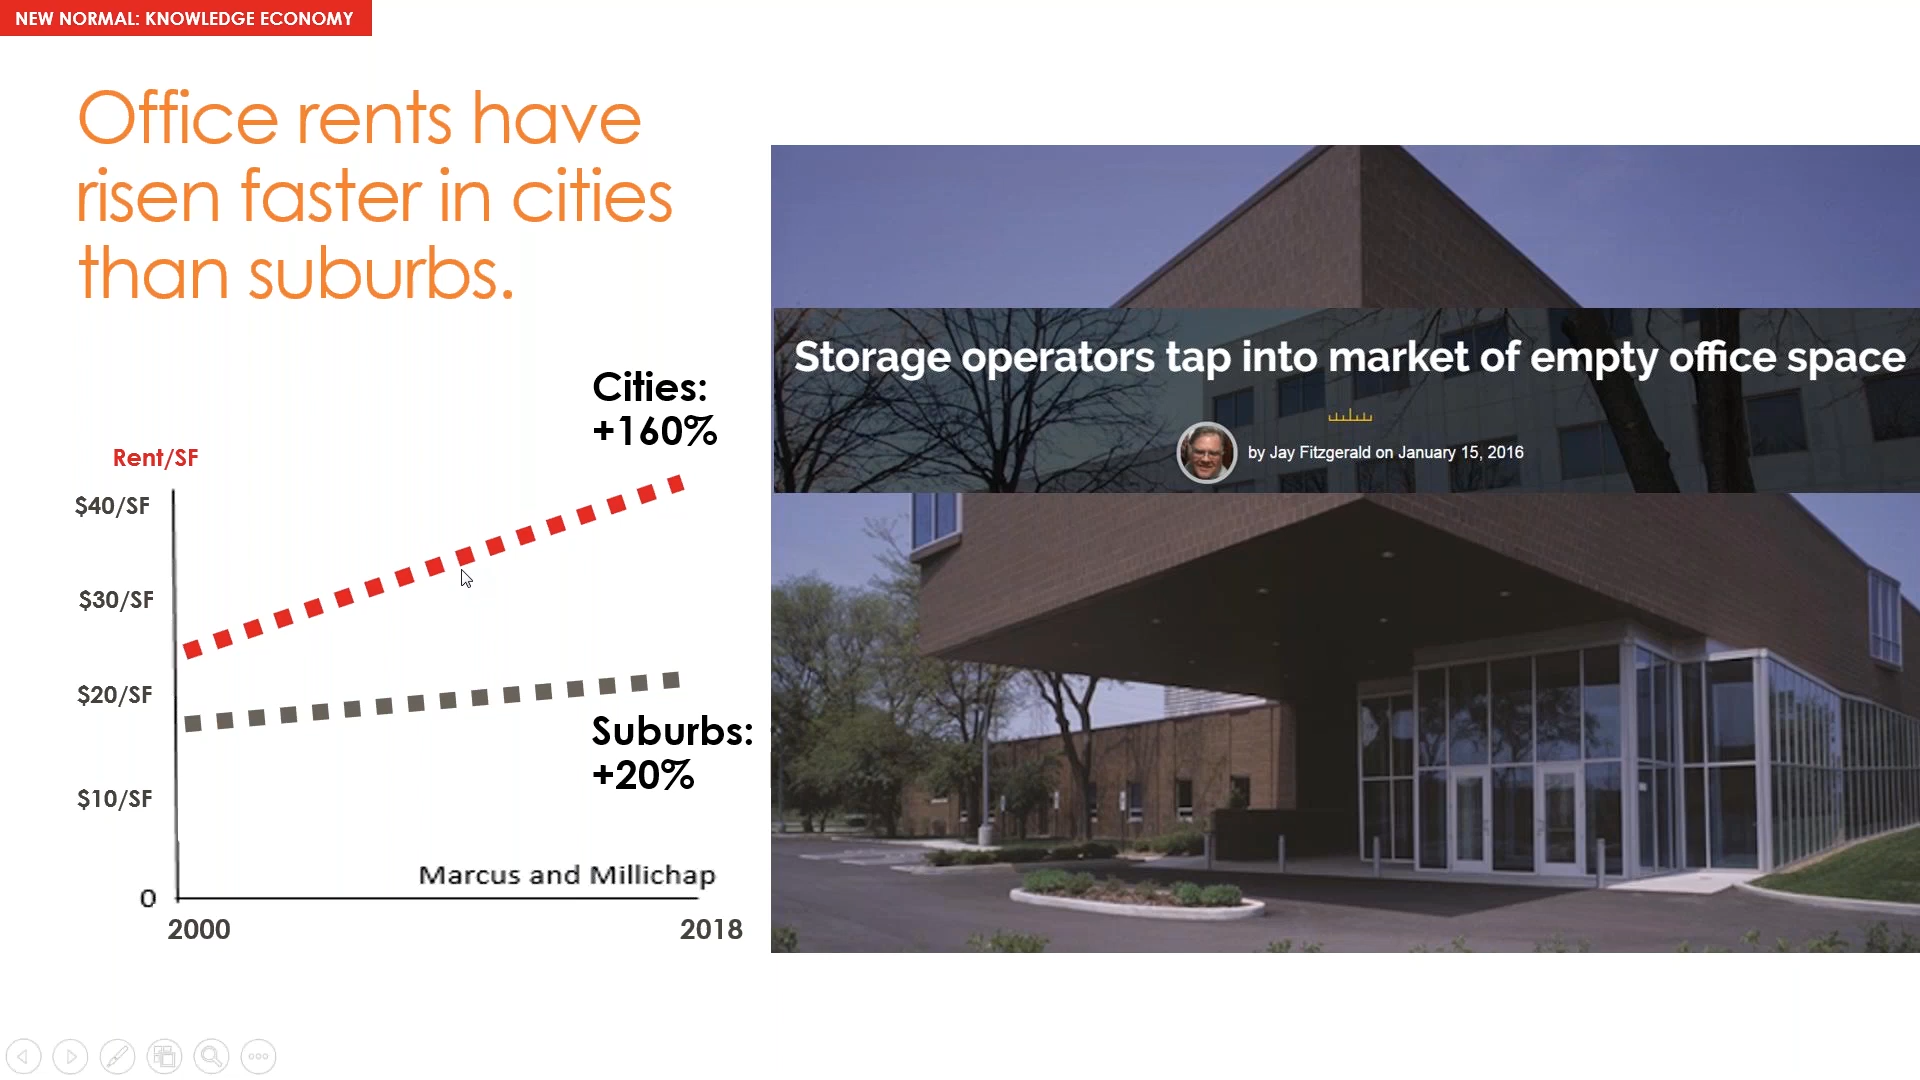 NEW NORMAL: KNOWLEDGE ECONOMY
Office rents have
risen faster in cities
than suburbs.
Cities:
+160%
Rent/SF
$40/SF
$30/SF
$20/SF
$10/SF
0
Suburbs:
+20%
Marcus and Millichap
2000
2018
Storage operators tap into market of empty office space
by Jay Fitzgerald on January 15, 2016